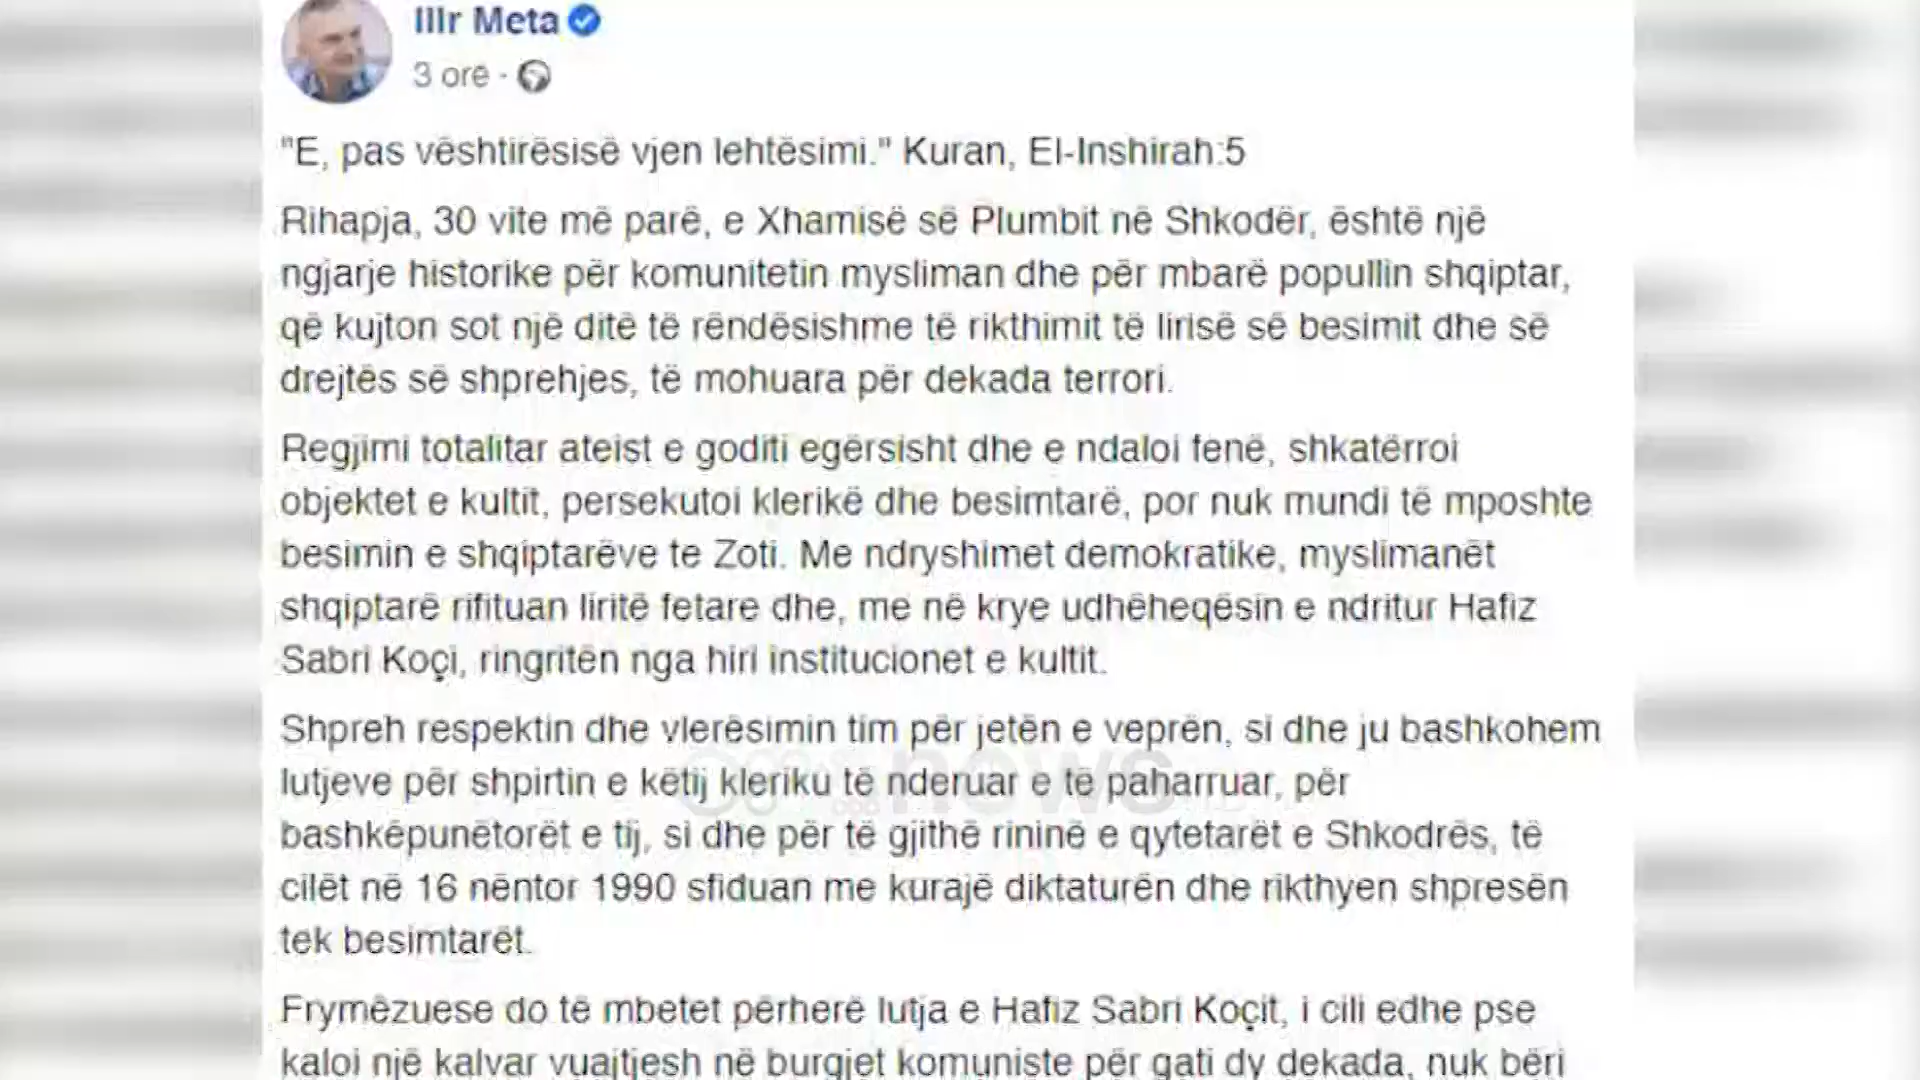 Ilir Meta
3 orë
"E, pas vështirësisë vjen lehtësimi." Kuran, El-Inshirah:5
Rihapja, 30 vite më parë, e Xhamisë së Plumbit në Shkodër, është një
ngjarje historike për komunitetin mysliman dhe për mbarë popullin shqiptar,
që kujton sot një ditë të rëndësishme të rikthimit të lirisë së besimit dhe së
drejtës së shprehjes, të mohuara për dekada terrori.
Regjimi totalitar ateist e goditi egërsisht dhe e ndaloi fenë, shkatërroi
objektet e kultit, persekutoi klerikë dhe besimtarë, por nuk mundi të mposhte
besimin e shqiptarëve te Zoti. Me ndryshimet demokratike, myslimanët
shqiptarë rifituan liritë fetare dhe, me në krye udhëheqësin e ndritur Hafiz
Sabri Koçi, ringritën nga hiri institucionet e kultit.
Shpreh respektin dhe vlerësimin tim për jetën e veprën, si dhe ju bashkohem
lutjeve për shpirtin e këtij kleriku të nderuar e të paharruar, për
bashkëpunëtorët e tij, si dhe për të gjithë rininë e qytetarët e Shkodrës, të
cilët në 16 nëntor 1990 sfiduan me kurajë diktaturën dhe rikthyen shpresën
tek besimtarët.
Frymëzuese do të mbetet përherë lutja e Hafiz Sabri Koçit, i cili edhe pse
kaloi një kalvar vuajtjesh në burgjet komuniste për gati dy dekada, nuk bëri
news